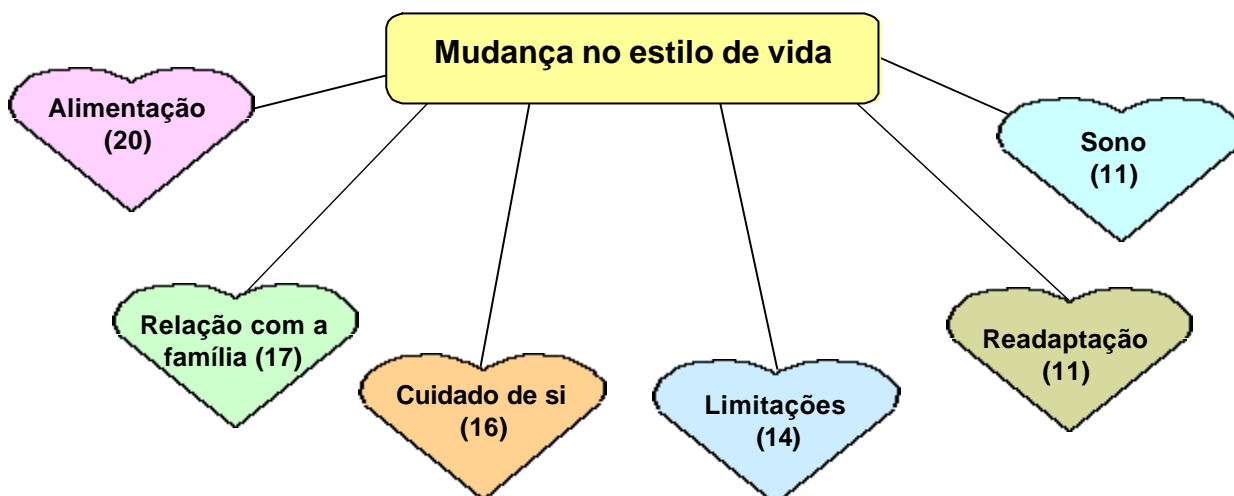 Mudança no estilo de vida
Alimentação
(20)
Sono
(11)
Relação com a
família (17)
Cuidado de si
(16)
Limitações
(14)
Readaptação
(11)